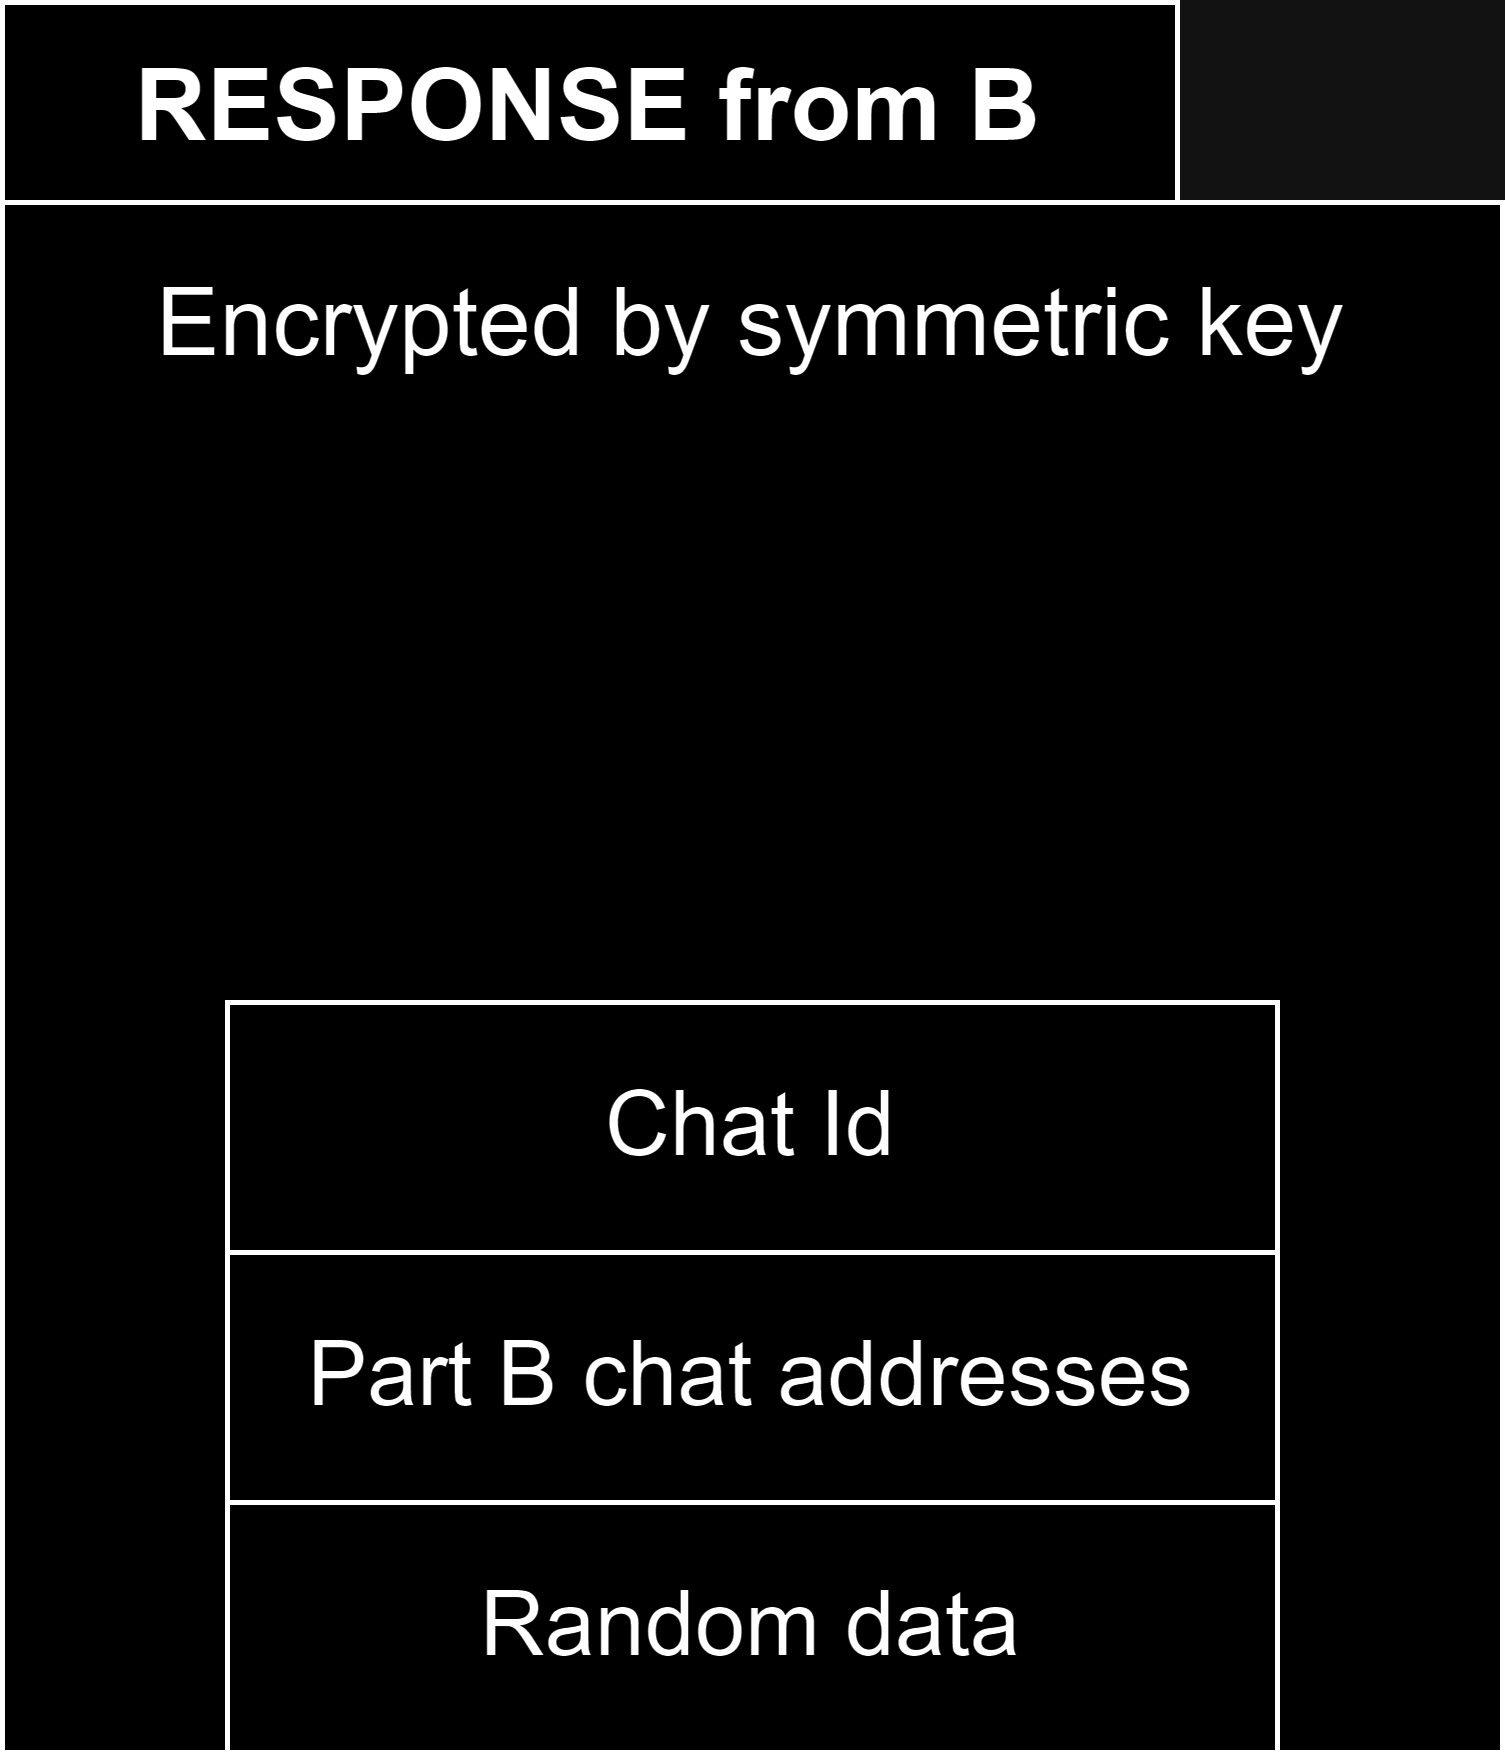 RESPONSE from B
Encrypted by symmetric key
Chat Id
Part B chat addresses
Random data